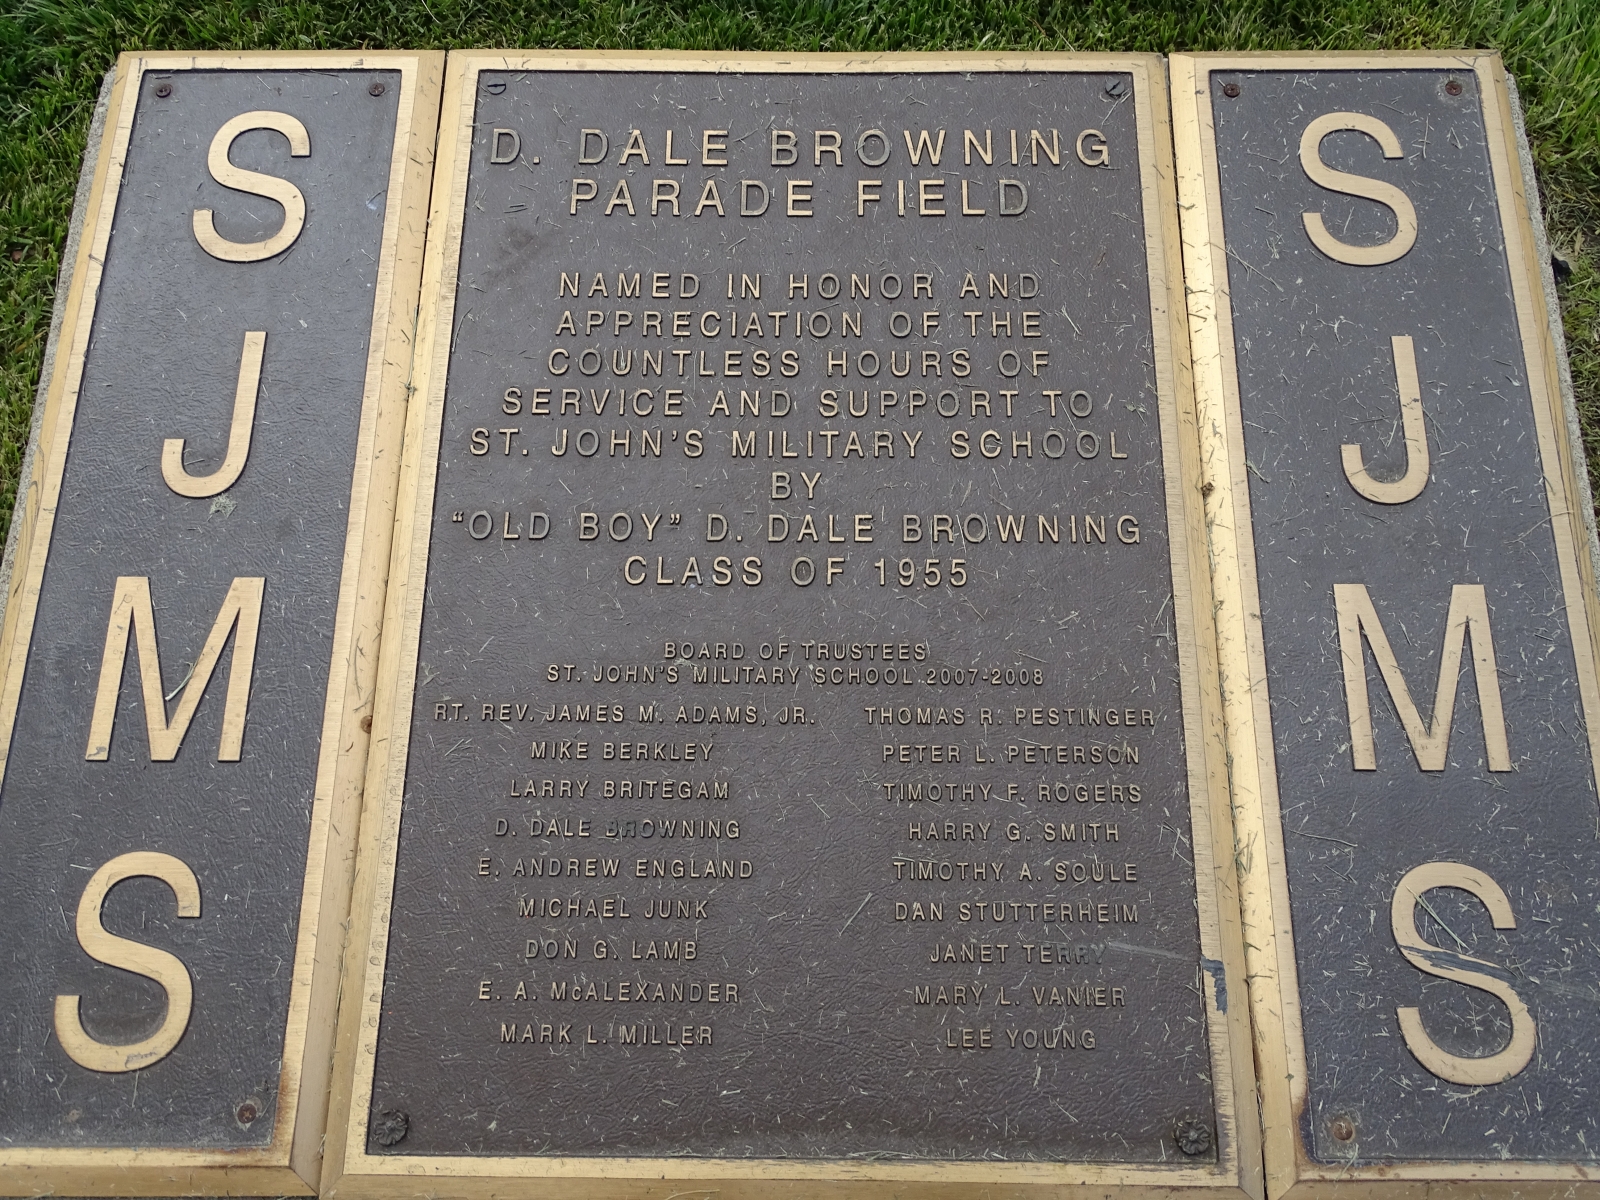 S
J
M
S
D. DALE BROWNING
PARADE FIELD
NAMED IN HONOR AND
APPRECIATION OF THE
COUNTLESS HOURS OF
SERVICE AND SUPPORT TO
ST. JOHN'S MILITARY SCHOOL
BY
"OLD BOY" D. DALE BROWNING
CLASS OF 1955
BOARD OF TRUSTEES
ST. JOHN'S MILITARY SCHOOL 2007-2008
RT. REV. JAMES M. ADAMS, JR.
MIKE BERKLEY
LARRY BRITEGAM
D. DALE BROWNING
E. ANDREW ENGLAND
MICHAEL JUNK
DON G. LAMB
E. A. McALEXANDER
MARK L. MILLER
THOMAS R. PESTINGER
PETER L. PETERSON
TIMOTHY F. ROGERS
HARRY G. SMITH
TIMOTHY A. SOULE
DAN STUTTERHEIM
JANET TERRY
MARY L. VANIER
LEE YOUNG
S
J
M
S